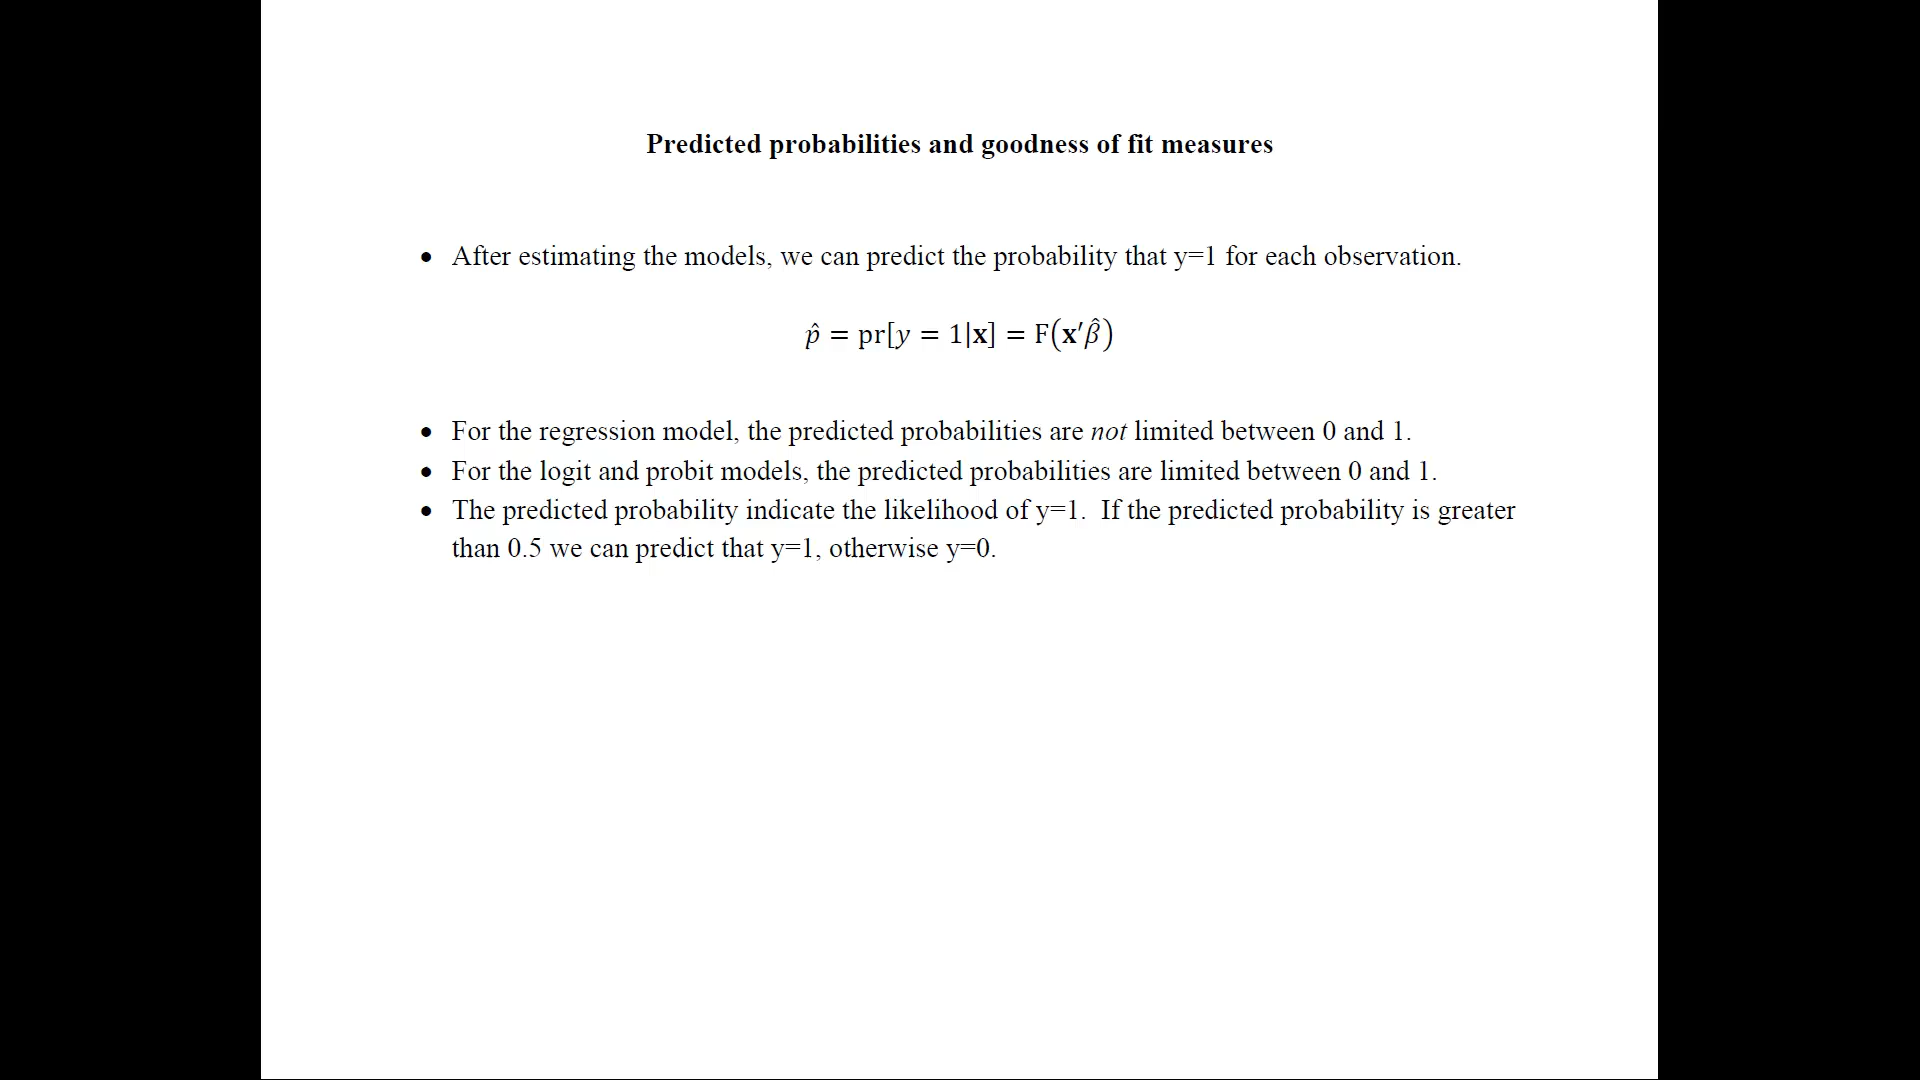 Predicted probabilities and goodness of fit measures
• After estimating the models, we can predict the probability that y=1 for each observation.
p̂ = pr[y = 1|x] = F(x′β̂)
• For the regression model, the predicted probabilities are not limited between 0 and 1.
• For the logit and probit models, the predicted probabilities are limited between 0 and 1.
• The predicted probability indicate the likelihood of y=1.  If the predicted probability is greater
than 0.5 we can predict that y=1, otherwise y=0.